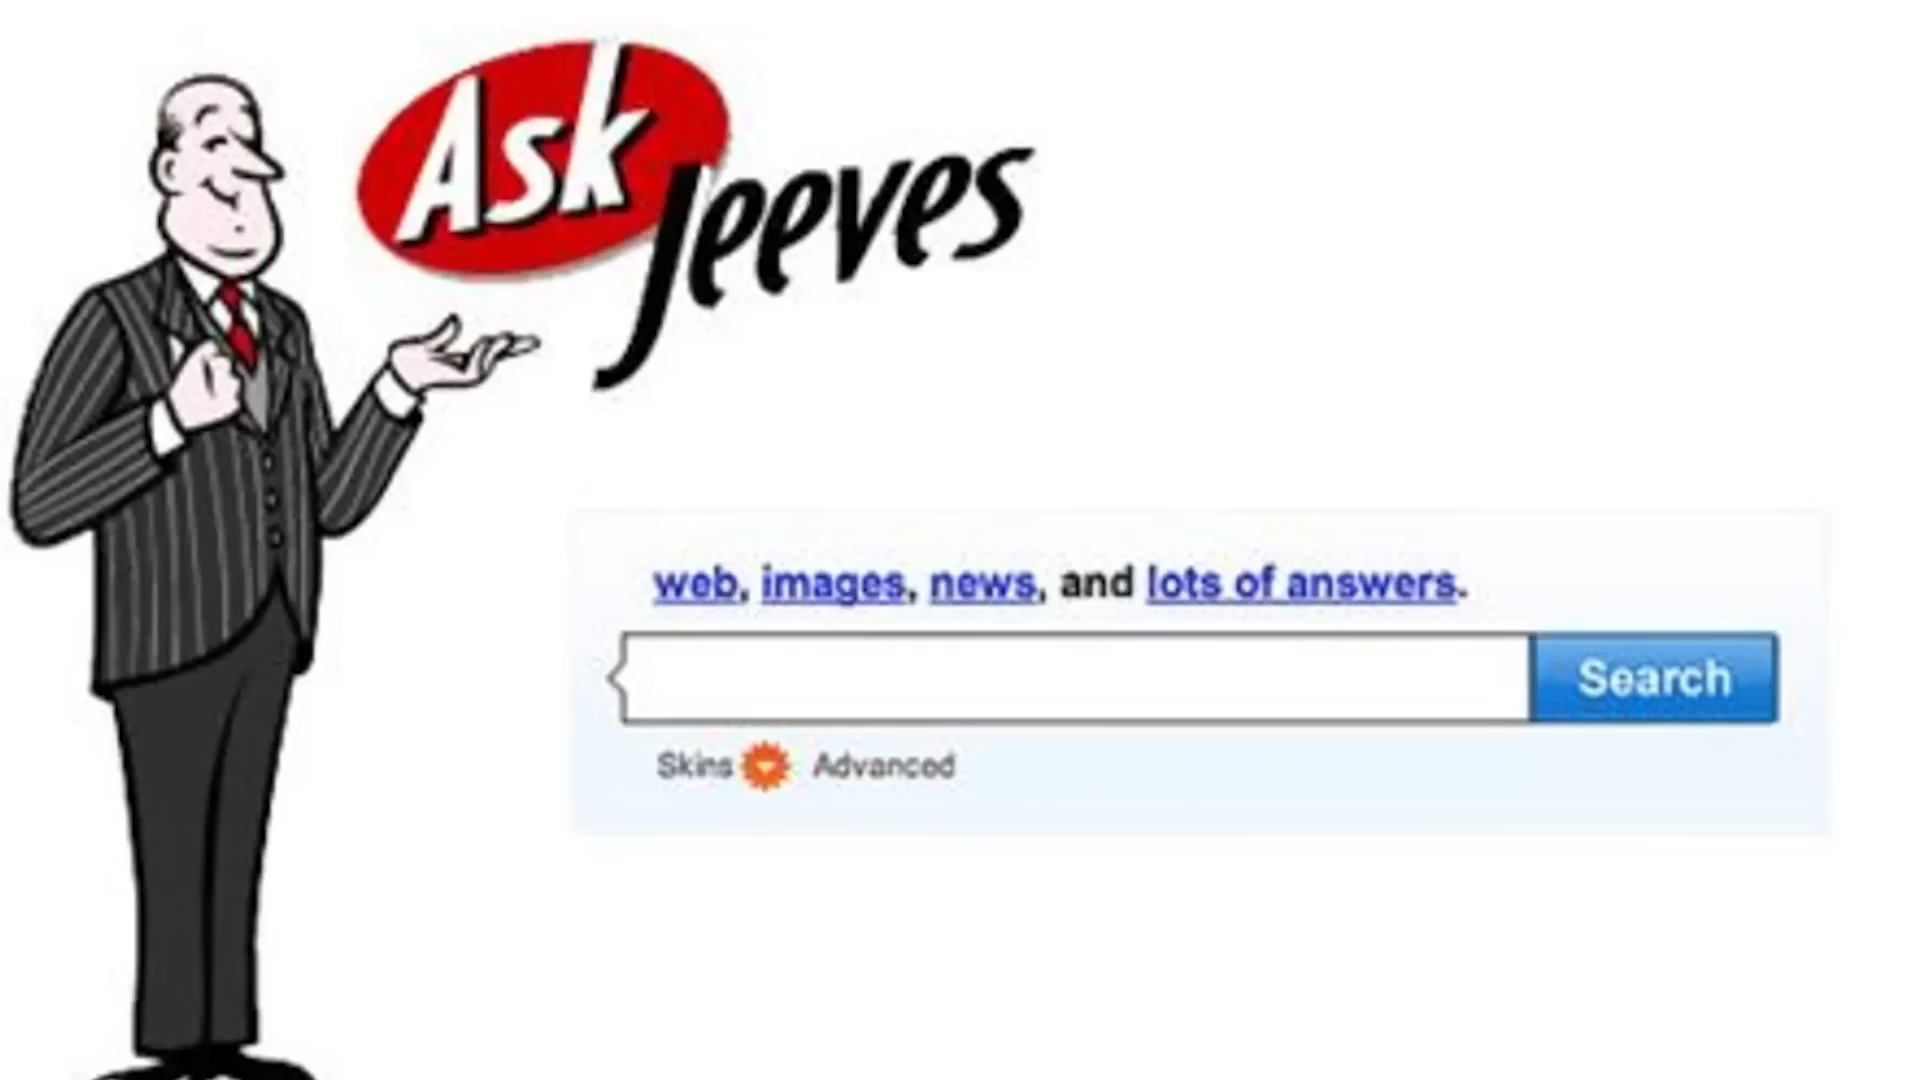 Ask
Jeeves
web, images, news, and lots of answers.
Search
Skins Advanced